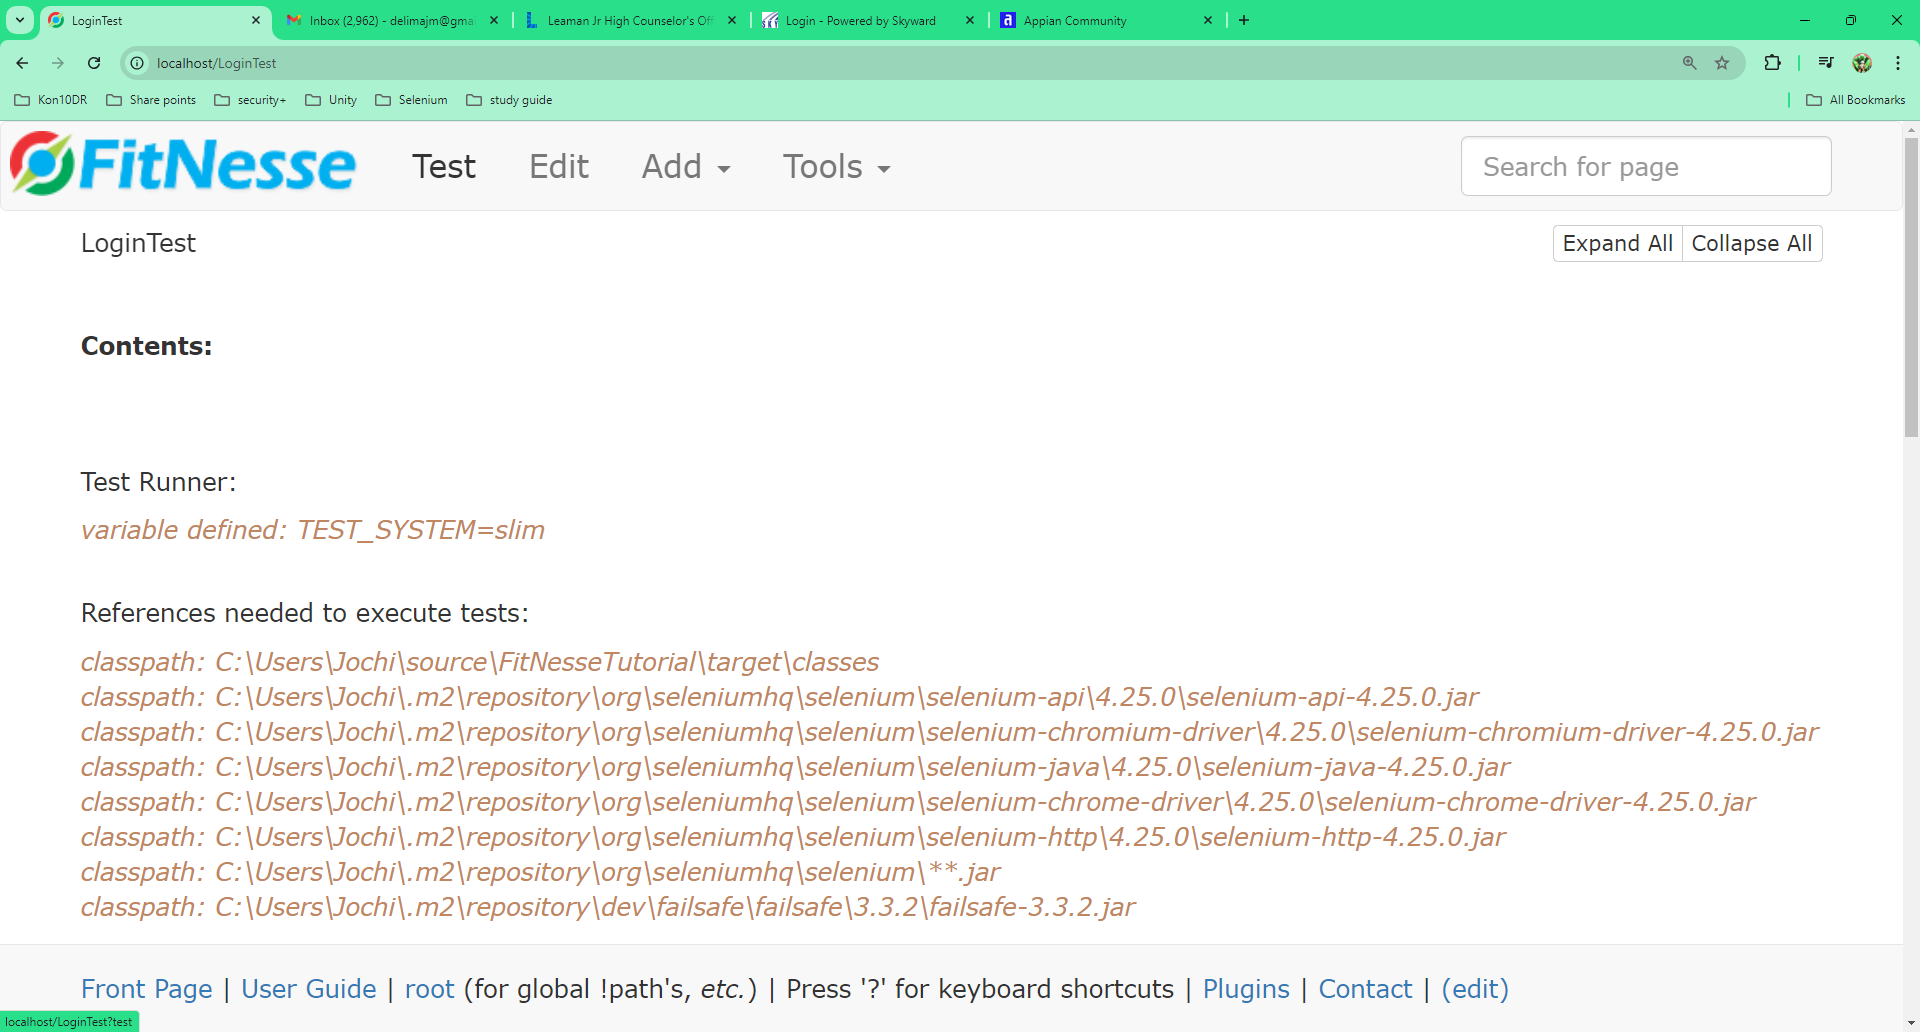 LoginTest
Inbox (2,962) - delimajm@gma
Leaman Jr High Counselor's Off
Login - Powered by Skyward
Appian Community
localhost/LoginTest
Kon10DR
Share points
security+
Unity
Selenium
study guide
All Bookmarks
FitNesse
Test
Edit
Add
Tools
Search for page
LoginTest
Expand All
Collapse All
Contents:
Test Runner:
variable defined: TEST_SYSTEM=slim
References needed to execute tests:
classpath: C:\Users\Jochi\source\FitNesseTutorial\target\classes
classpath: C:\Users\Jochi\.m2\repository\org\seleniumhq\selenium\selenium-api\4.25.0\selenium-api-4.25.0.jar
classpath: C:\Users\Jochi\.m2\repository\org\seleniumhq\selenium\selenium-chromium-driver\4.25.0\selenium-chromium-driver-4.25.0.jar
classpath: C:\Users\Jochi\.m2\repository\org\seleniumhq\selenium\selenium-java\4.25.0\selenium-java-4.25.0.jar
classpath: C:\Users\Jochi\.m2\repository\org\seleniumhq\selenium\selenium-chrome-driver\4.25.0\selenium-chrome-driver-4.25.0.jar
classpath: C:\Users\Jochi\.m2\repository\org\seleniumhq\selenium\selenium-http\4.25.0\selenium-http-4.25.0.jar
classpath: C:\Users\Jochi\.m2\repository\org\seleniumhq\selenium\**.jar
classpath: C:\Users\Jochi\.m2\repository\dev\failsafe\failsafe\3.3.2\failsafe-3.3.2.jar
Front Page | User Guide | root (for global !path's, etc.) | Press '?' for keyboard shortcuts | Plugins | Contact | (edit)
localhost/LoginTest?test